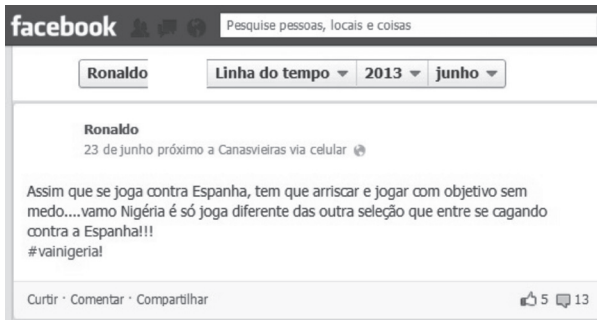 facebook Pesquise pessoas, locais e coisas
Ronaldo Linha do tempo 2013 junho
Ronaldo
23 de junho próximo a Canasvieiras via celular
Assim que se joga contra Espanha, tem que arriscar e jogar com objetivo sem
medo....vamo Nigéria é só joga diferente das outra seleção que entre se cagando
contra a Espanha!!!
#vainigeria!
Curtir · Comentar · Compartilhar 5 13